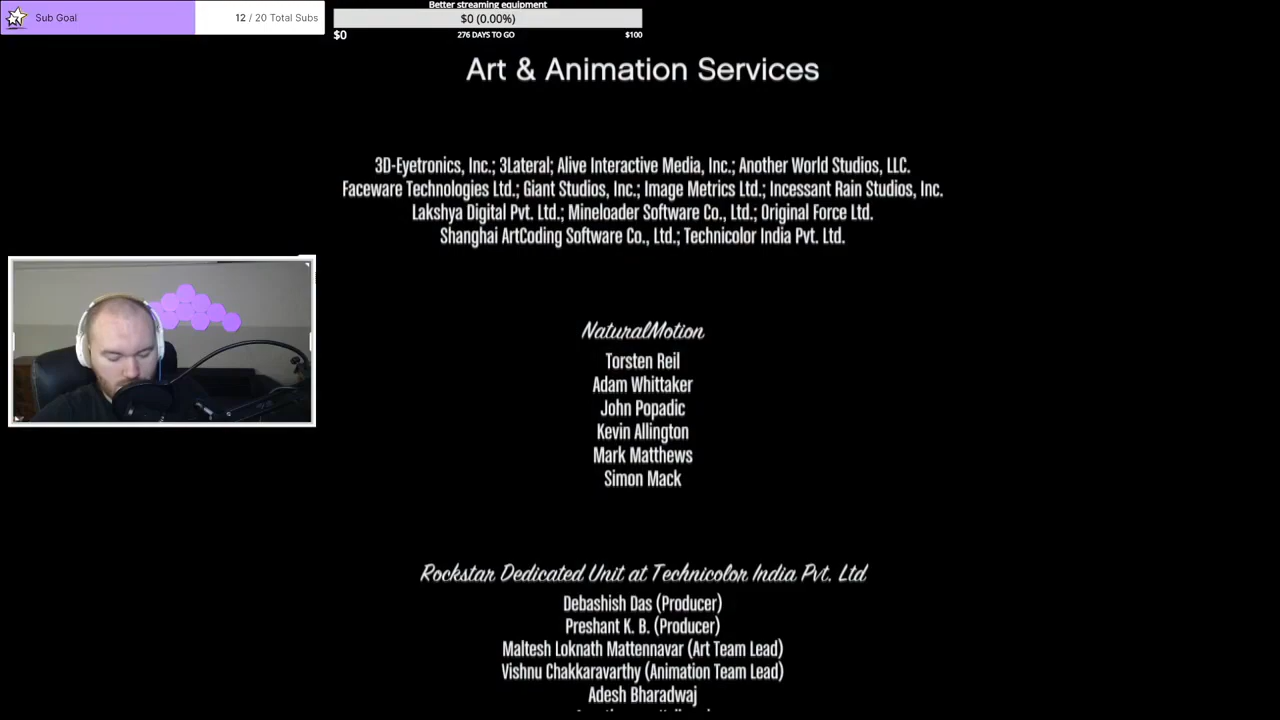 Sub Goal
12 / 20 Total Subs
Better streaming equipment
$0 (0.00%)
$0
276 DAYS TO GO
$100
Art & Animation Services
3D-Eyetronics, Inc.; 3Lateral; Alive Interactive Media, Inc.; Another World Studios, LLC.
Faceware Technologies Ltd.; Giant Studios, Inc.; Image Metrics Ltd.; Incessant Rain Studios, Inc.
Lakshya Digital Pvt. Ltd.; Mineloader Software Co., Ltd.; Original Force Ltd.
Shanghai ArtCoding Software Co., Ltd.; Technicolor India Pvt. Ltd.
NaturalMotion
Torsten Reil
Adam Whittaker
John Popadic
Kevin Allington
Mark Matthews
Simon Mack
Rockstar Dedicated Unit at Technicolor India Pvt. Ltd
Debashish Das (Producer)
Preshant K. B. (Producer)
Maltesh Loknath Mattennavar (Art Team Lead)
Vishnu Chakkaravarthy (Animation Team Lead)
Adesh Bharadwaj